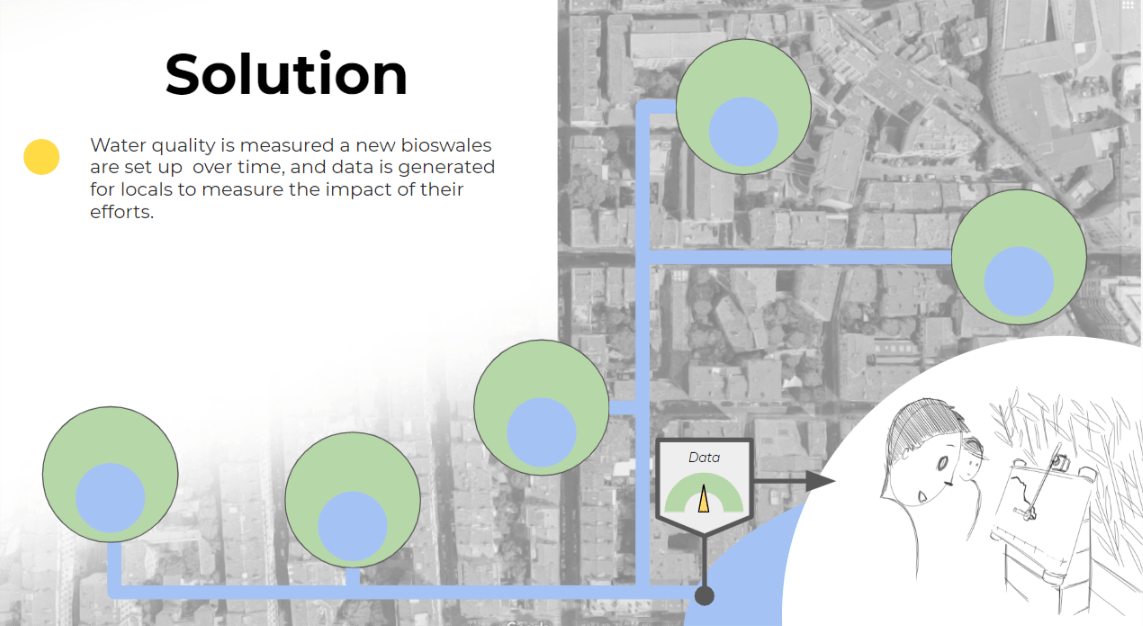 Solution
Water quality is measured a new bioswales
are set up  over time, and data is generated
for locals to measure the impact of their
efforts.
Data